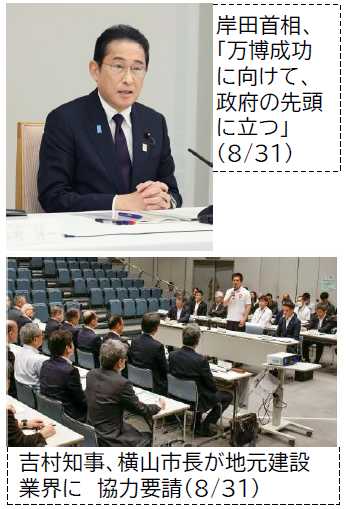 岸田首相、
「万博成功
に向けて、
政府の先頭
に立つ」
(8/31)
吉村知事、横山市長が地元建設
業界に　協力要請(8/31)